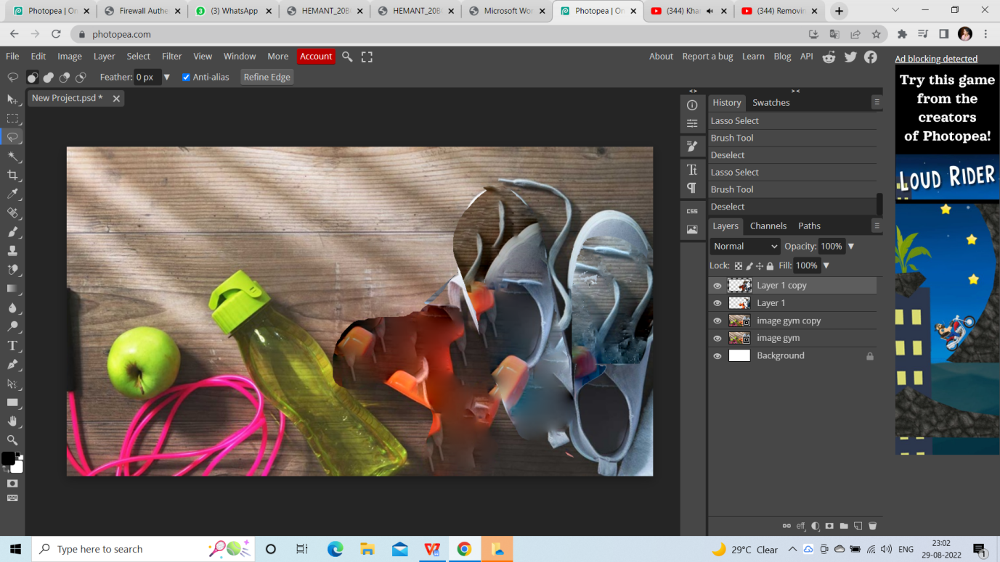 Photopea | On
Firewall Authe
(3) WhatsApp
HEMANT_20B
HEMANT_20B
Microsoft Wor
Photopea | On
(344) Khar
(344) Removin
photopea.com
File Edit Image Layer Select Filter View Window More Account
About Report a bug Learn Blog API
Ad blocking detected
Feather: 0 px Anti-alias Refine Edge
New Project.psd *
Try this game
from the
creators
of Photopea!
LOUD RIDER
History Swatches
Lasso Select
Brush Tool
Deselect
Lasso Select
Brush Tool
Deselect
Layers Channels Paths
Normal Opacity: 100%
Lock: Fill: 100%
Layer 1 copy
Layer 1
image gym copy
image gym
Background
CSS
eff
Type here to search
29°C Clear
ENG
23:02
29-08-2022
1